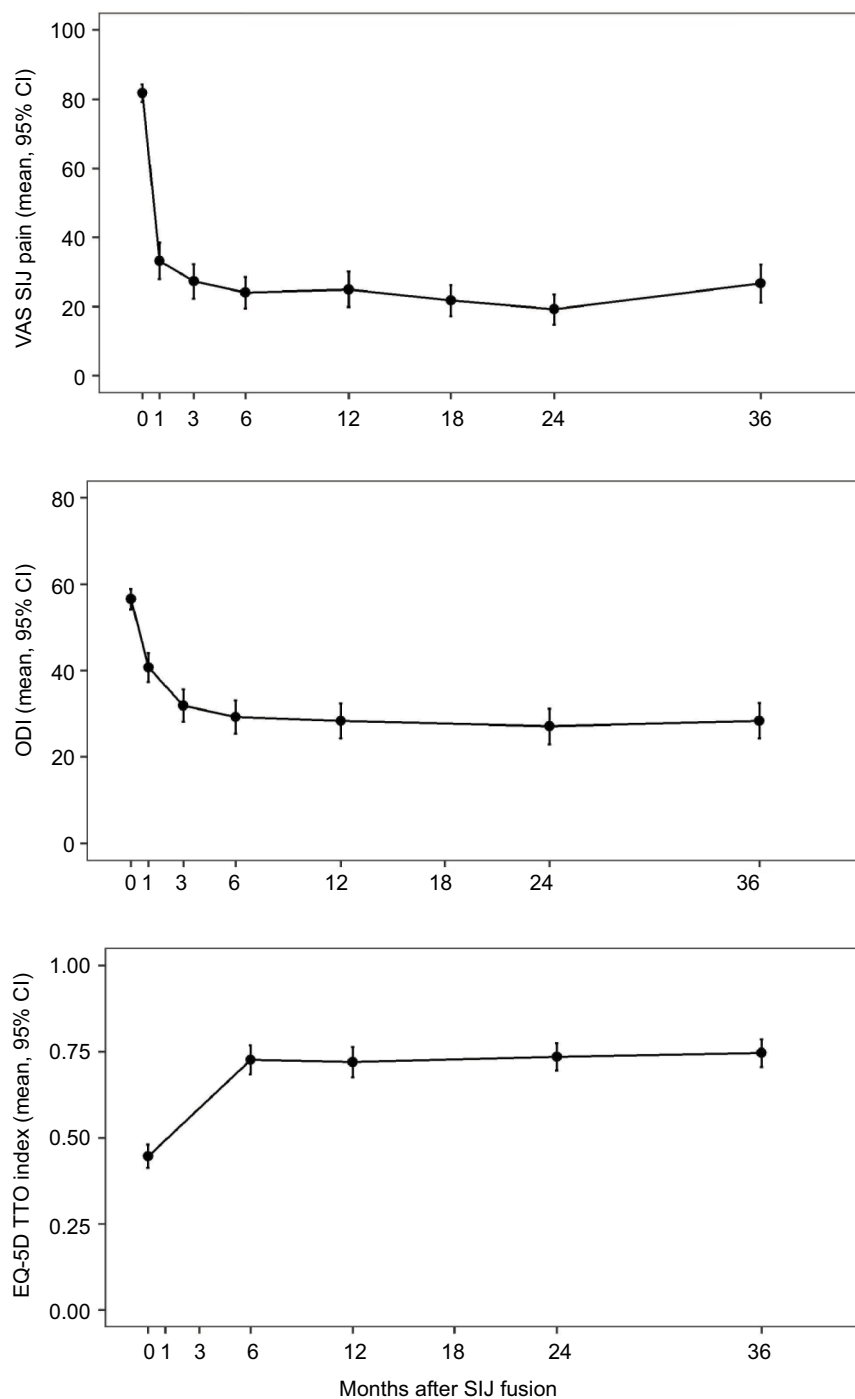 VAS SIJ pain (mean, 95% CI)
100
80
60
40
20
0
0 1 3 6 12 18 24 36
ODI (mean, 95% CI)
80
60
40
20
0
0 1 3 6 12 18 24 36
EQ-5D TTO index (mean, 95% CI)
1.00
0.75
0.50
0.25
0.00
0 1 3 6 12 18 24 36
Months after SIJ fusion